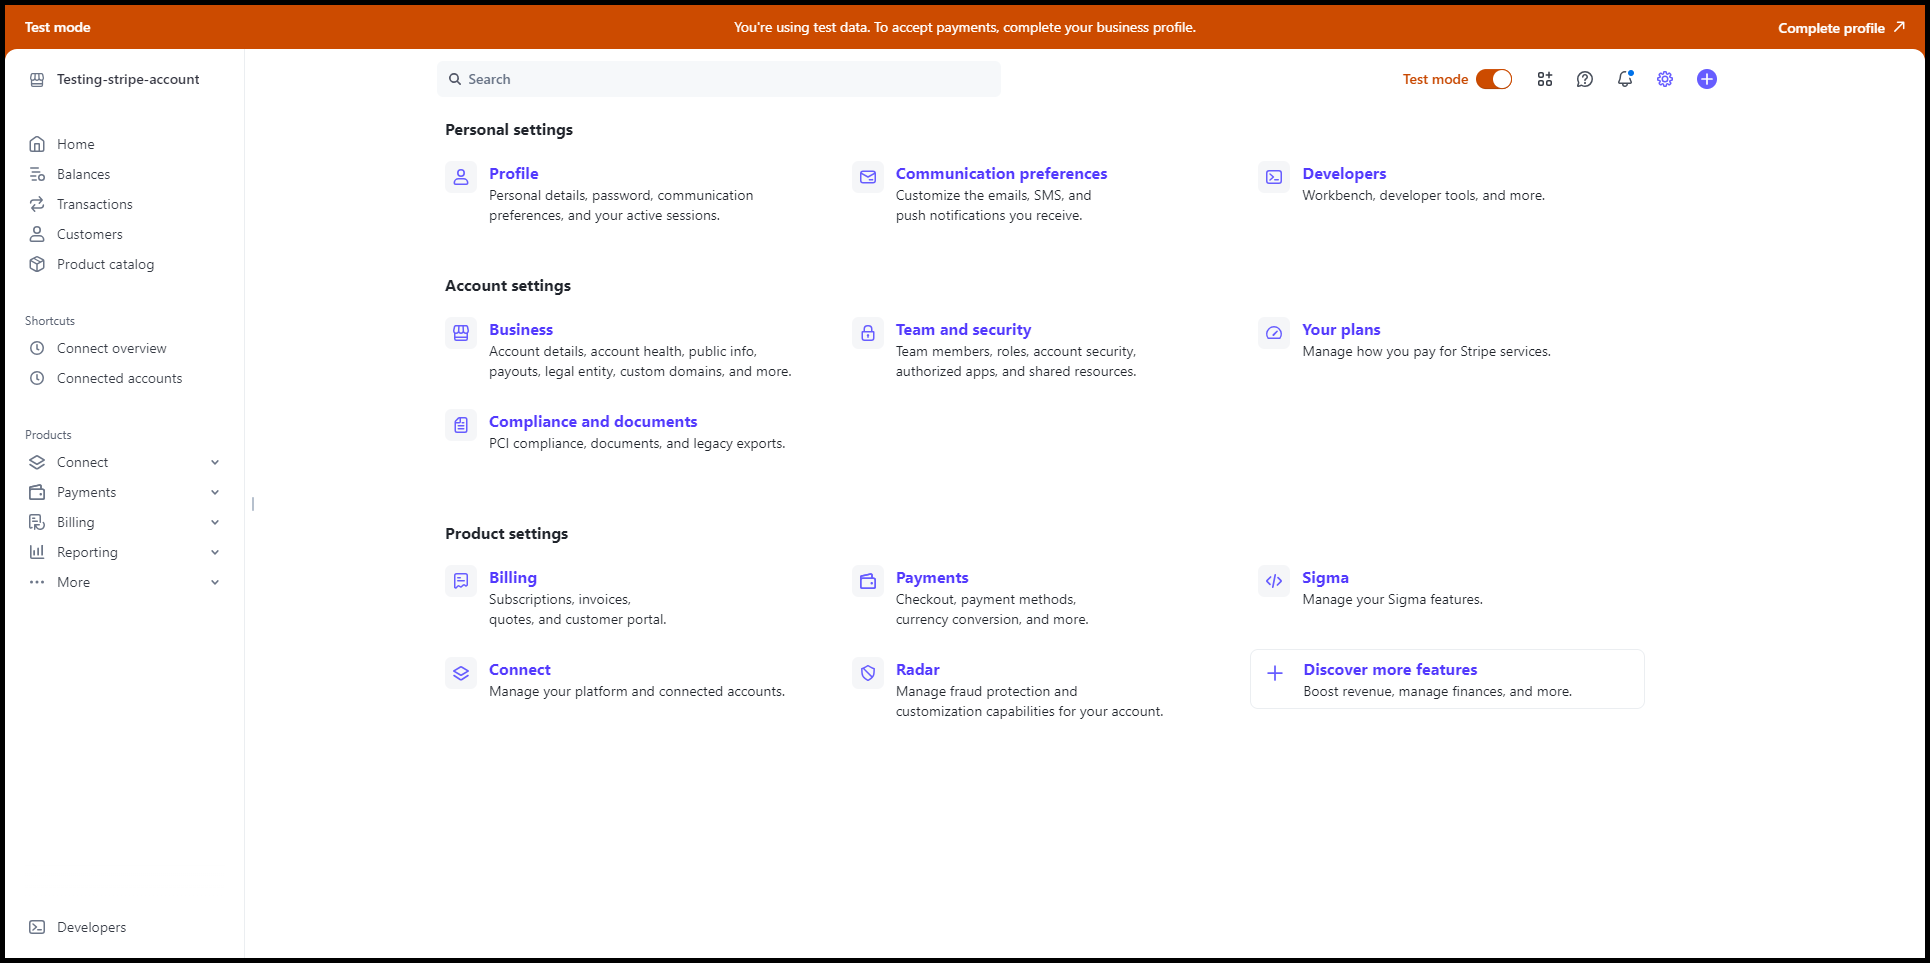 Test mode
You're using test data. To accept payments, complete your business profile.
Complete profile
Testing-stripe-account
Search
Test mode
Home
Balances
Transactions
Customers
Product catalog
Shortcuts
Connect overview
Connected accounts
Products
Connect
Payments
Billing
Reporting
More
Developers
Personal settings
Profile
Personal details, password, communication
preferences, and your active sessions.
Communication preferences
Customize the emails, SMS, and
push notifications you receive.
Developers
Workbench, developer tools, and more.
Account settings
Business
Account details, account health, public info,
payouts, legal entity, custom domains, and more.
Team and security
Team members, roles, account security,
authorized apps, and shared resources.
Your plans
Manage how you pay for Stripe services.
Compliance and documents
PCI compliance, documents, and legacy exports.
Product settings
Billing
Subscriptions, invoices,
quotes, and customer portal.
Payments
Checkout, payment methods,
currency conversion, and more.
Sigma
Manage your Sigma features.
Connect
Manage your platform and connected accounts.
Radar
Manage fraud protection and
customization capabilities for your account.
Discover more features
Boost revenue, manage finances, and more.